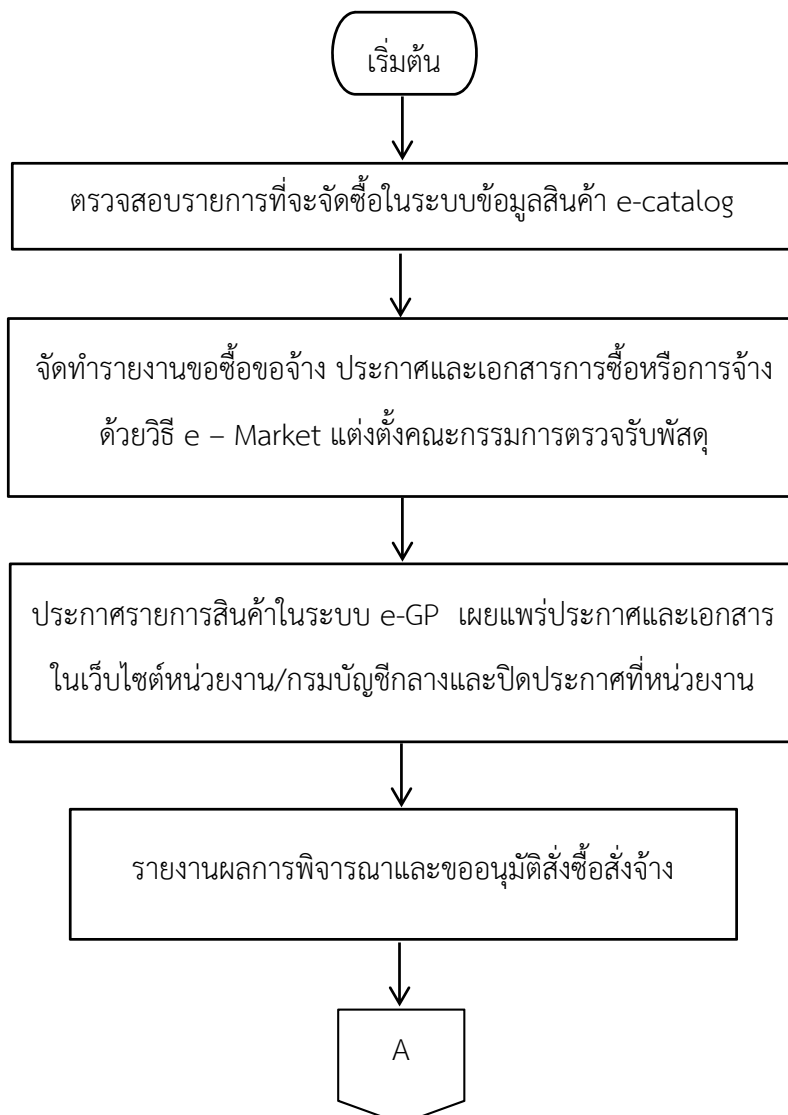 เริ่มต้น
ตรวจสอบรายการที่จะจัดซื้อในระบบข้อมูลสินค้า e-catalog
จัดทำรายงานขอซื้อขอจ้าง ประกาศและเอกสารการซื้อหรือการจ้าง
ด้วยวิธี e – Market แต่งตั้งคณะกรรมการตรวจรับพัสดุ
ประกาศรายการสินค้าในระบบ e-GP เผยแพร่ประกาศและเอกสาร
ในเว็บไซต์หน่วยงาน/กรมบัญชีกลางและปิดประกาศที่หน่วยงาน
รายงานผลการพิจารณาและขออนุมัติสั่งซื้อสั่งจ้าง
A